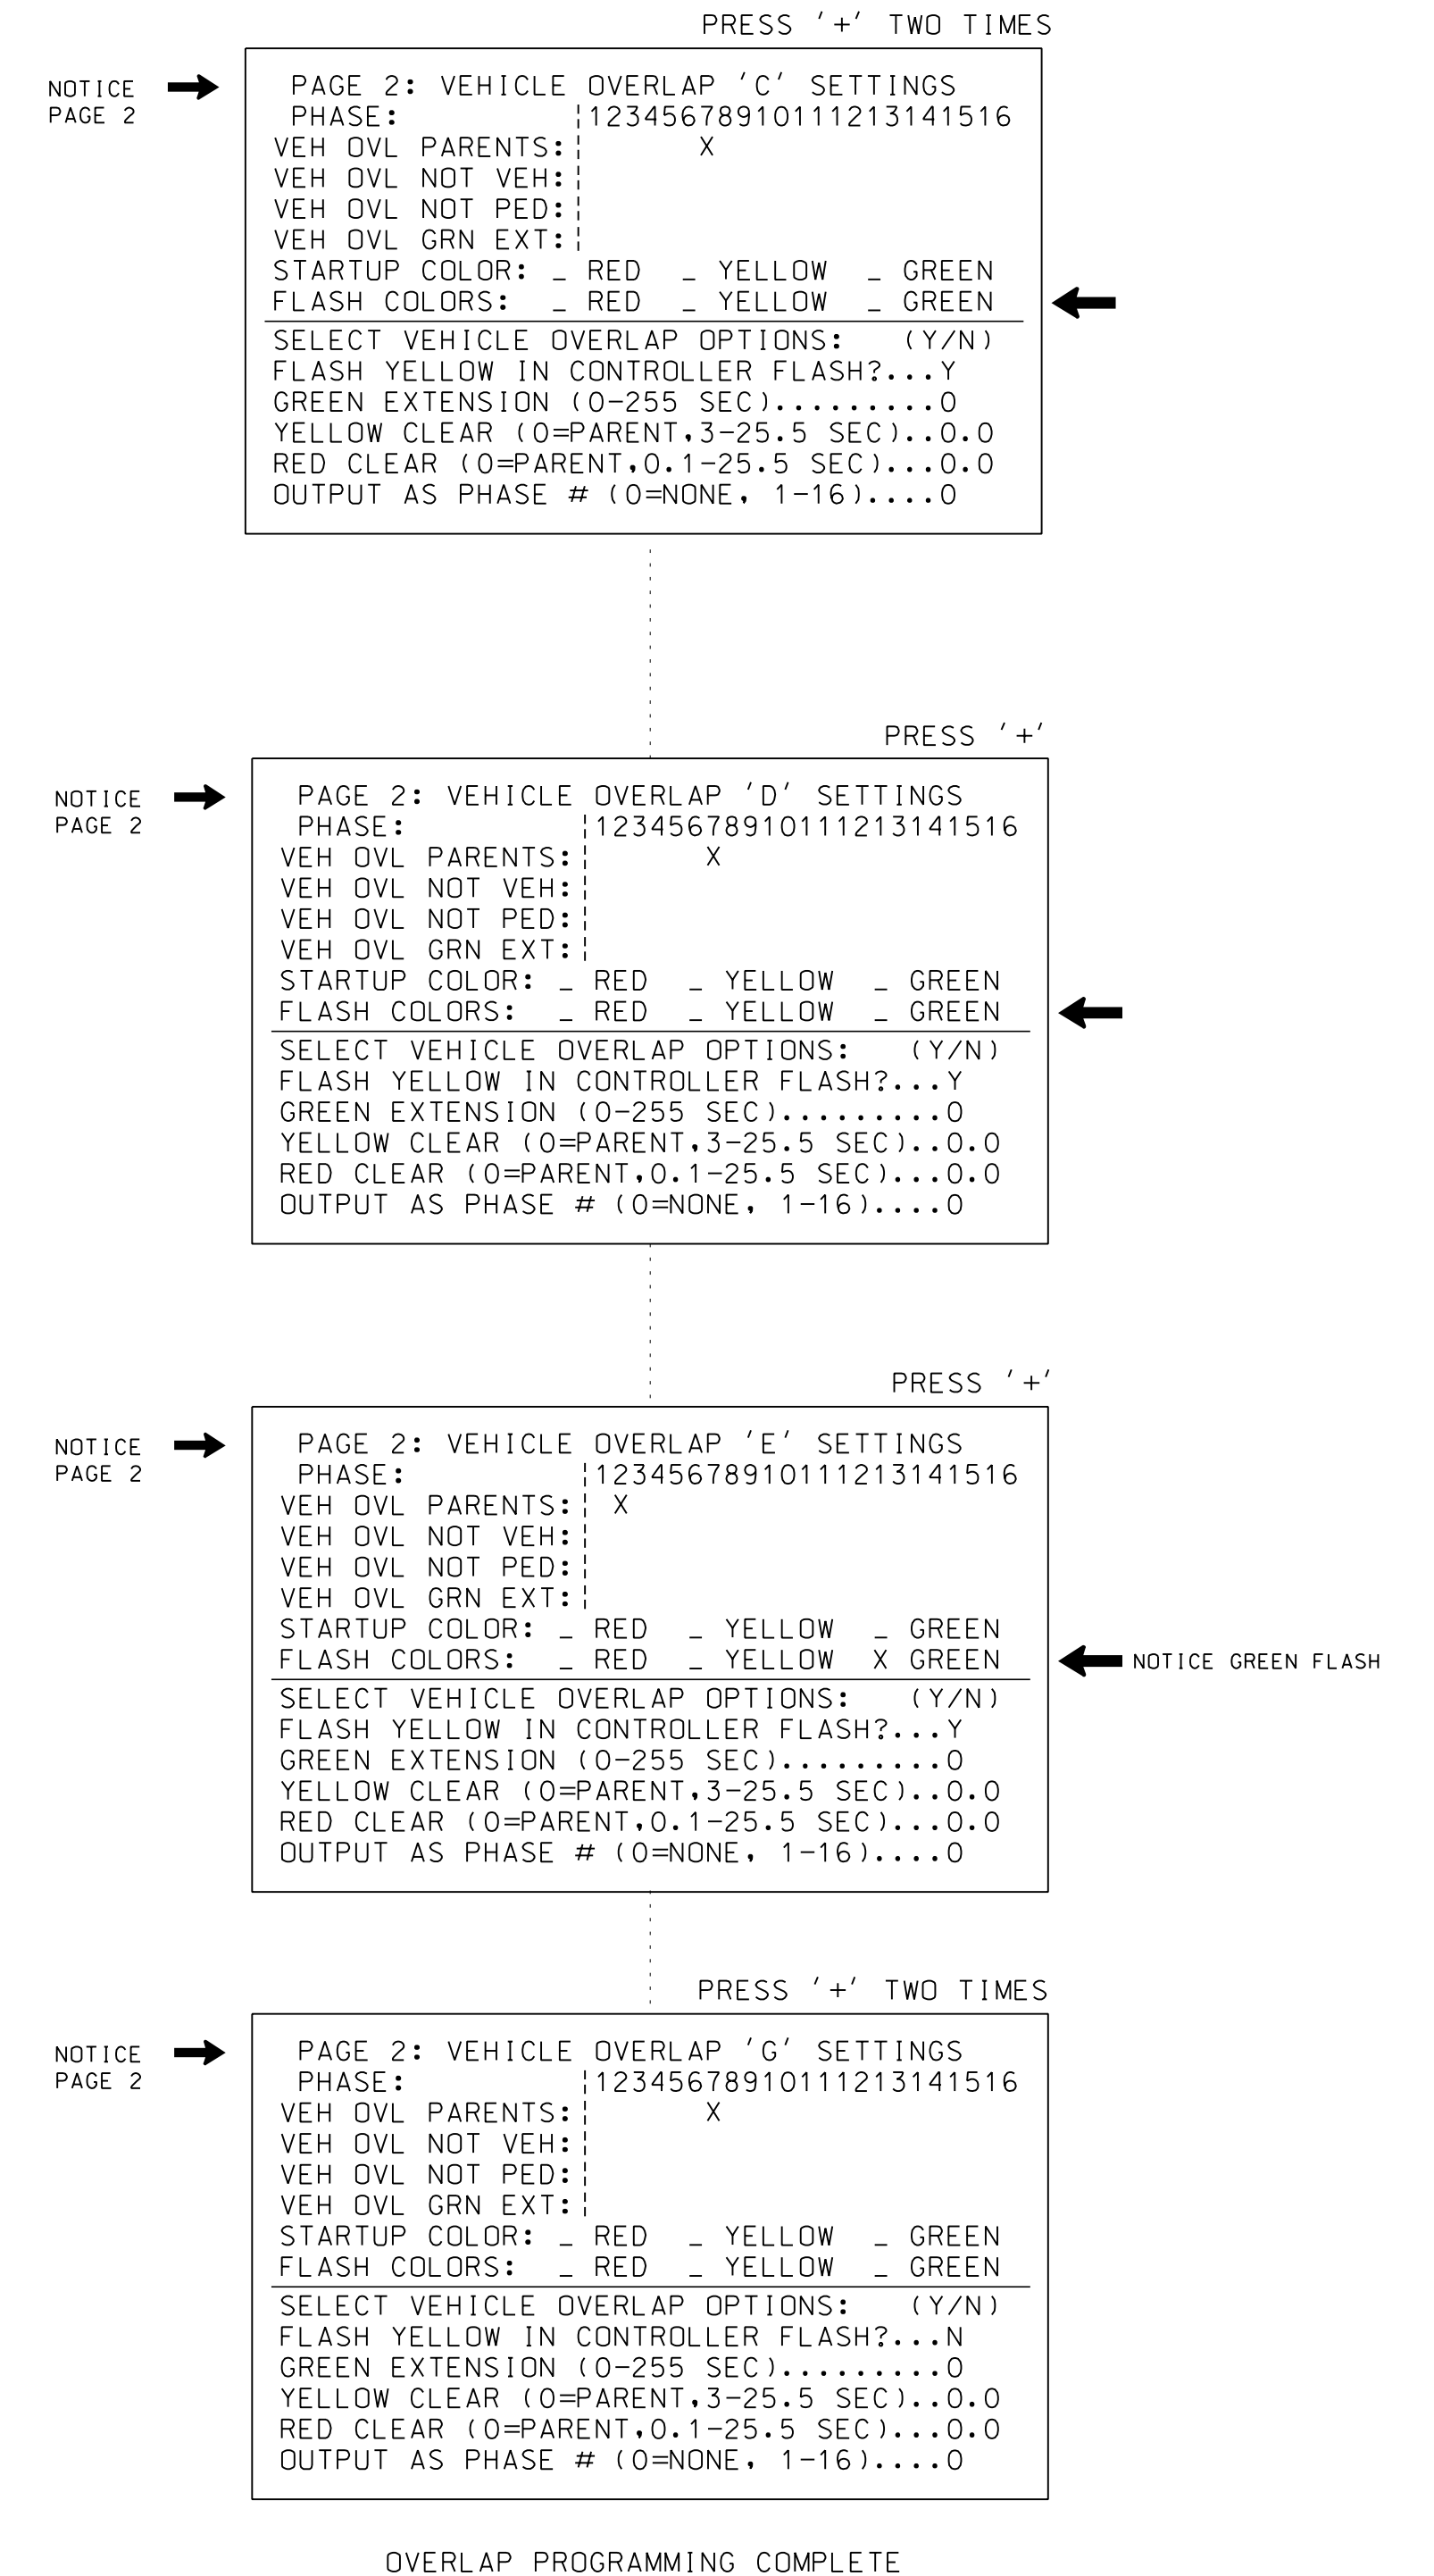 PRESS '+' TWO TIMES
NOTICE
PAGE 2
PAGE 2: VEHICLE OVERLAP 'C' SETTINGS
PHASE: |12345678910111213141516
VEH OVL PARENTS:| X
VEH OVL NOT VEH:|
VEH OVL NOT PED:|
VEH OVL GRN EXT:|
STARTUP COLOR: _ RED _ YELLOW _ GREEN
FLASH COLORS: _ RED _ YELLOW _ GREEN
SELECT VEHICLE OVERLAP OPTIONS: (Y/N)
FLASH YELLOW IN CONTROLLER FLASH?...Y
GREEN EXTENSION (0-255 SEC).........0
YELLOW CLEAR (0=PARENT,3-25.5 SEC)..0.0
RED CLEAR (0=PARENT,0.1-25.5 SEC)...0.0
OUTPUT AS PHASE # (0=NONE, 1-16)....0
PRESS '+'
NOTICE
PAGE 2
PAGE 2: VEHICLE OVERLAP 'D' SETTINGS
PHASE: |12345678910111213141516
VEH OVL PARENTS:| X
VEH OVL NOT VEH:|
VEH OVL NOT PED:|
VEH OVL GRN EXT:|
STARTUP COLOR: _ RED _ YELLOW _ GREEN
FLASH COLORS: _ RED _ YELLOW _ GREEN
SELECT VEHICLE OVERLAP OPTIONS: (Y/N)
FLASH YELLOW IN CONTROLLER FLASH?...Y
GREEN EXTENSION (0-255 SEC).........0
YELLOW CLEAR (0=PARENT,3-25.5 SEC)..0.0
RED CLEAR (0=PARENT,0.1-25.5 SEC)...0.0
OUTPUT AS PHASE # (0=NONE, 1-16)....0
PRESS '+'
NOTICE
PAGE 2
PAGE 2: VEHICLE OVERLAP 'E' SETTINGS
PHASE: |12345678910111213141516
VEH OVL PARENTS:| X
VEH OVL NOT VEH:|
VEH OVL NOT PED:|
VEH OVL GRN EXT:|
STARTUP COLOR: _ RED _ YELLOW _ GREEN
FLASH COLORS: _ RED _ YELLOW X GREEN
NOTICE GREEN FLASH
SELECT VEHICLE OVERLAP OPTIONS: (Y/N)
FLASH YELLOW IN CONTROLLER FLASH?...Y
GREEN EXTENSION (0-255 SEC).........0
YELLOW CLEAR (0=PARENT,3-25.5 SEC)..0.0
RED CLEAR (0=PARENT,0.1-25.5 SEC)...0.0
OUTPUT AS PHASE # (0=NONE, 1-16)....0
PRESS '+' TWO TIMES
NOTICE
PAGE 2
PAGE 2: VEHICLE OVERLAP 'G' SETTINGS
PHASE: |12345678910111213141516
VEH OVL PARENTS:| X
VEH OVL NOT VEH:|
VEH OVL NOT PED:|
VEH OVL GRN EXT:|
STARTUP COLOR: _ RED _ YELLOW _ GREEN
FLASH COLORS: _ RED _ YELLOW _ GREEN
SELECT VEHICLE OVERLAP OPTIONS: (Y/N)
FLASH YELLOW IN CONTROLLER FLASH?...N
GREEN EXTENSION (0-255 SEC).........0
YELLOW CLEAR (0=PARENT,3-25.5 SEC)..0.0
RED CLEAR (0=PARENT,0.1-25.5 SEC)...0.0
OUTPUT AS PHASE # (0=NONE, 1-16)....0
OVERLAP PROGRAMMING COMPLETE